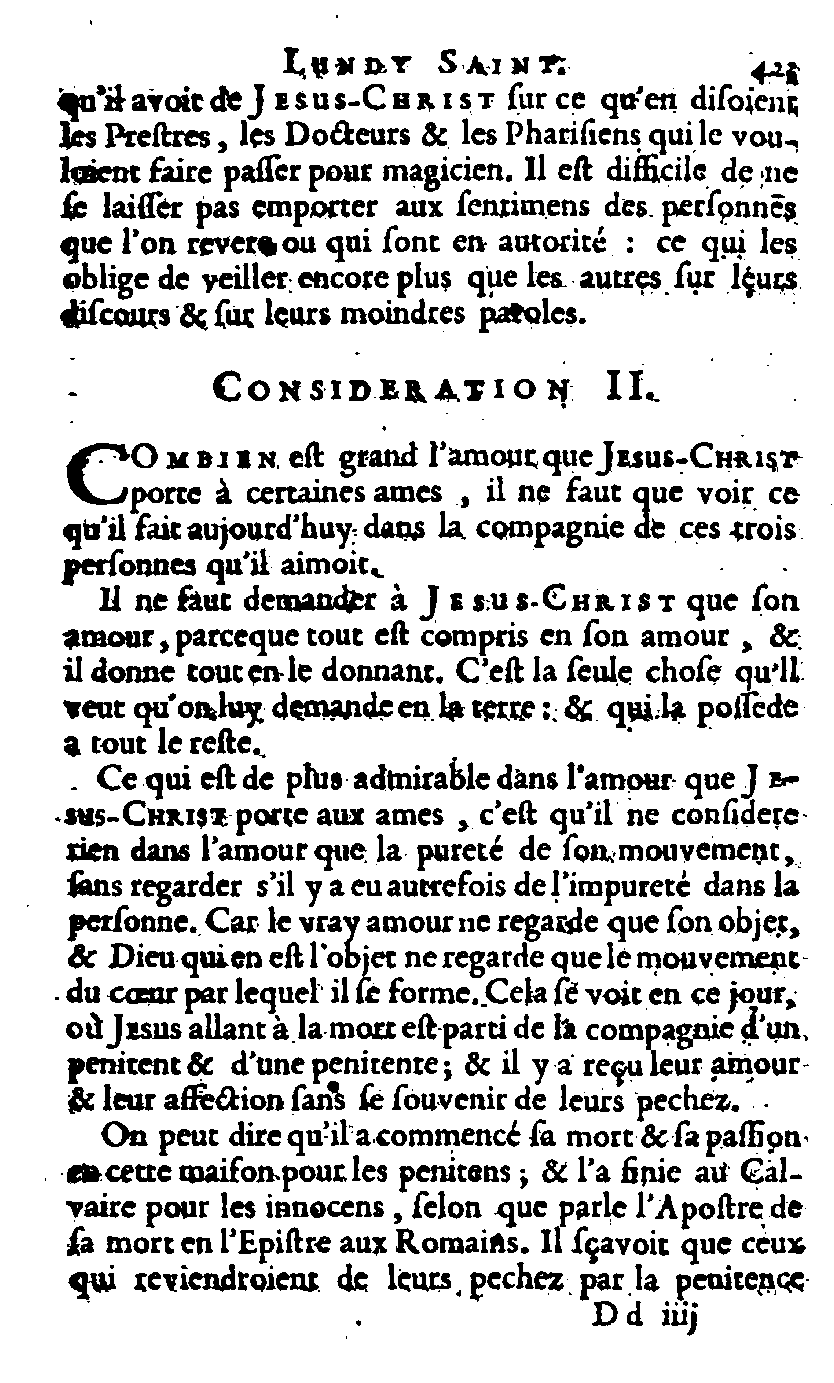 LUNDY SAINT.
qu'il avoit de JESUS-CHRIST ſur ce qu'en diſoient
les Preſtres, les Docteurs & les Phariſiens qui le vou-
loient faire paſſer pour magicien. Il eſt difficile de ne
ſe laiſſer pas emporter aux ſentimens des perſonnes
que l'on revere ou qui ſont en autorité : ce qui les
oblige de veiller encore plus que les autres ſur leurs
diſcours & ſur leurs moindres paroles.
CONSIDERATION II.
COMBIEN eſt grand l'amour que JESUS-CHRIST
porte à certaines ames, il ne faut que voir ce
qu'il fait aujourd'huy dans la compagnie de ces trois
perſonnes qu'il aimoit.
Il ne faut demander à JESUS-CHRIST que ſon
amour, parceque tout eſt compris en ſon amour, &
il donne tout en le donnant. C'eſt la ſeule choſe qu'il
veut qu'on luy demande en la terre : & qui la poſſede
a tout le reſte.
Ce qui eſt de plus admirable dans l'amour que JE-
SUS-CHRIST porte aux ames, c'eſt qu'il ne conſidere
rien dans l'amour que la pureté de ſon mouvement,
ſans regarder s'il y a eu autrefois de l'impureté dans la
perſonne. Car le vray amour ne regarde que ſon objet,
& Dieu qui en eſt l'objet ne regarde que le mouvement
du cœur par lequel il ſe forme. Cela ſe voit en ce jour,
où JESUS allant à la mort eſt parti de la compagnie d'un
penitent & d'une penitente ; & il y a reçu leur amour
& leur affection ſans ſe ſouvenir de leurs pechez.
On peut dire qu'il a commencé ſa mort & ſa paſſion
en cette maiſon pour les penitens ; & l'a finie au Cal-
vaire pour les innocens, ſelon que parle l'Apoſtre de
ſa mort en l'Epiſtre aux Romains. Il ſçavoit que ceux
qui reviendroient de leurs pechez par la penitence
D d iiij